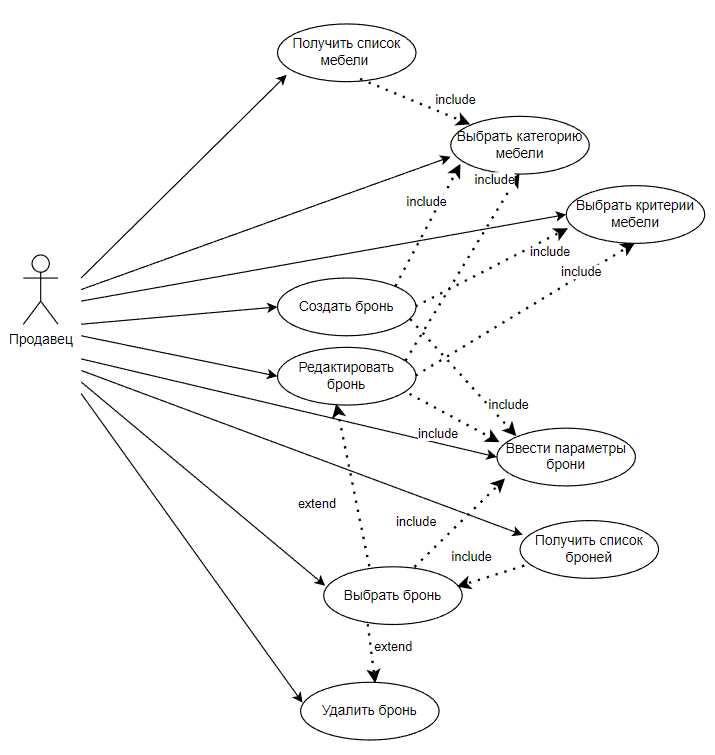 Получить список
мебели
include
Выбрать категорию
мебели
include
include
Выбрать критерии
мебели
include
include
Продавец
Создать бронь
Редактировать
бронь
include
include
Ввести параметры
брони
extend
include
include
Получить список
броней
Выбрать бронь
extend
Удалить бронь